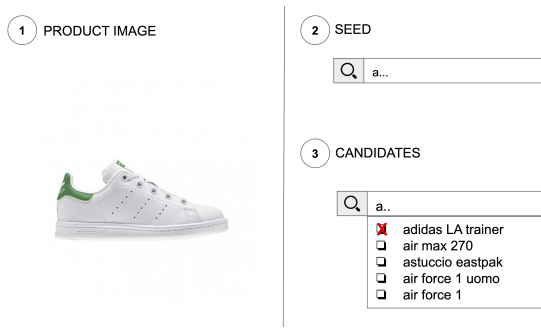 1 PRODUCT IMAGE
2 SEED
a...
3 CANDIDATES
a..
adidas LA trainer
air max 270
astuccio eastpak
air force 1 uomo
air force 1